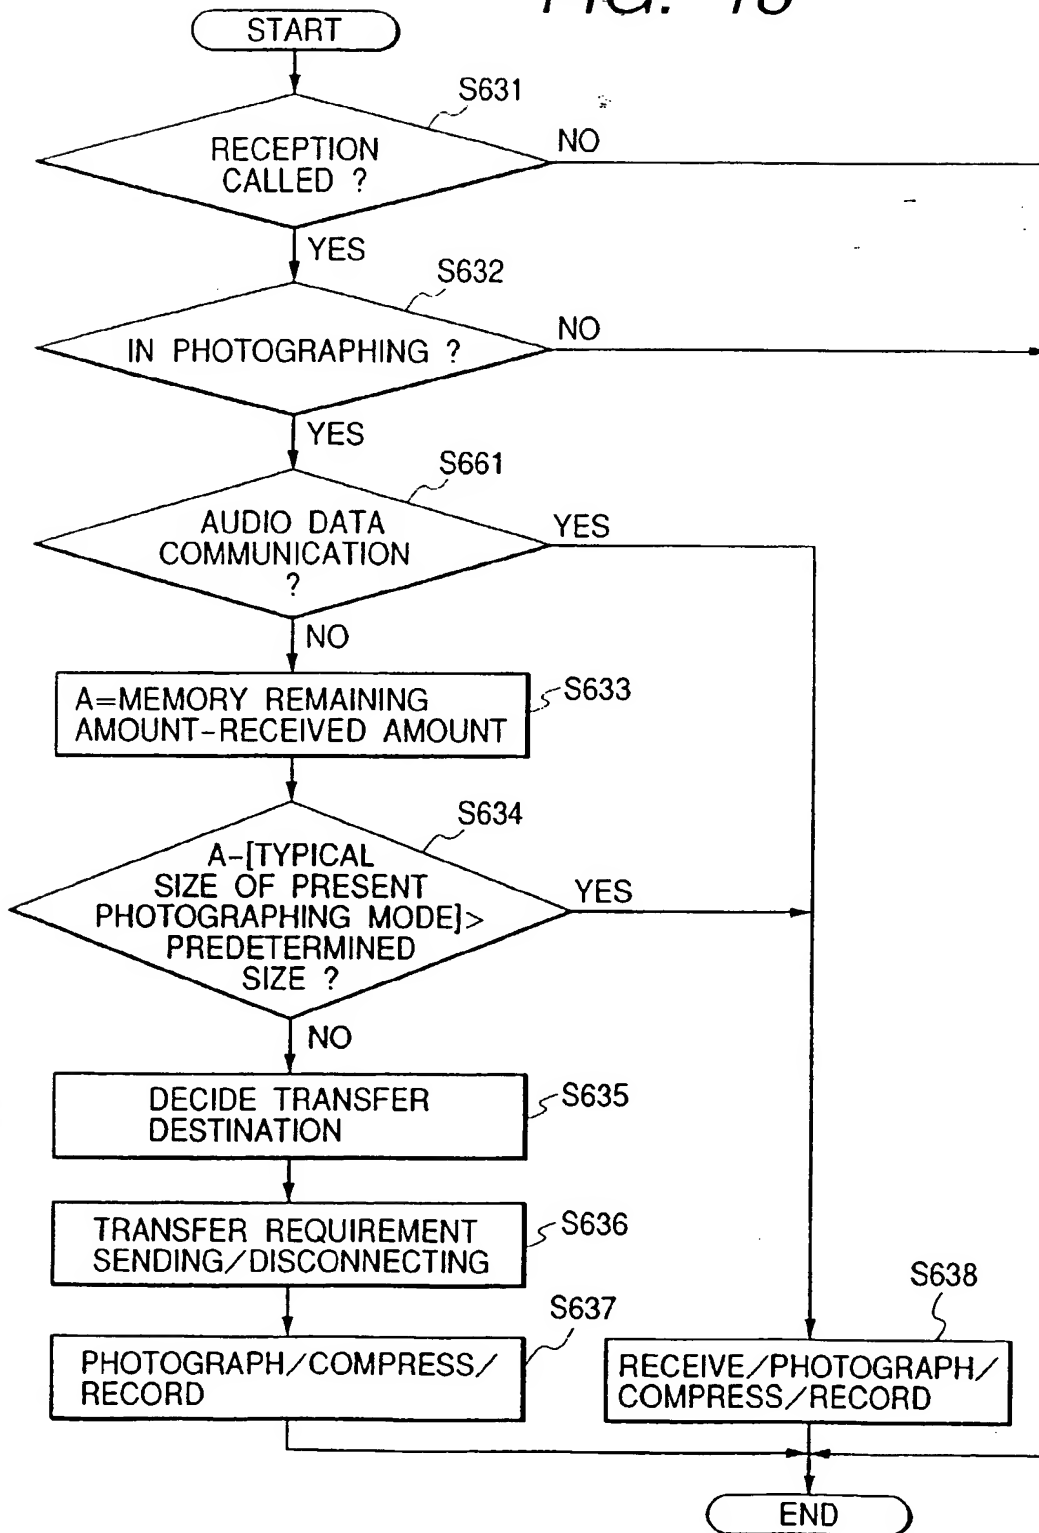 START
S631
RECEPTION
CALLED ?
NO
YES
S632
IN PHOTOGRAPHING ?
NO
YES
S661
AUDIO DATA
COMMUNICATION
?
YES
NO
A=MEMORY REMAINING
AMOUNT-RECEIVED AMOUNT
S633
S634
A-[TYPICAL
SIZE OF PRESENT
PHOTOGRAPHING MODE]>
PREDETERMINED
SIZE ?
YES
NO
DECIDE TRANSFER
DESTINATION
S635
TRANSFER REQUIREMENT
SENDING/DISCONNECTING
S636
S637
PHOTOGRAPH/COMPRESS/
RECORD
S638
RECEIVE/PHOTOGRAPH/
COMPRESS/RECORD
END